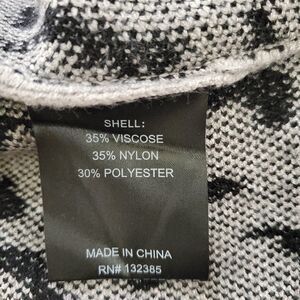 SHELL:
35% VISCOSE
35% NYLON
30% POLYESTER
MADE IN CHINA
RN# 132385